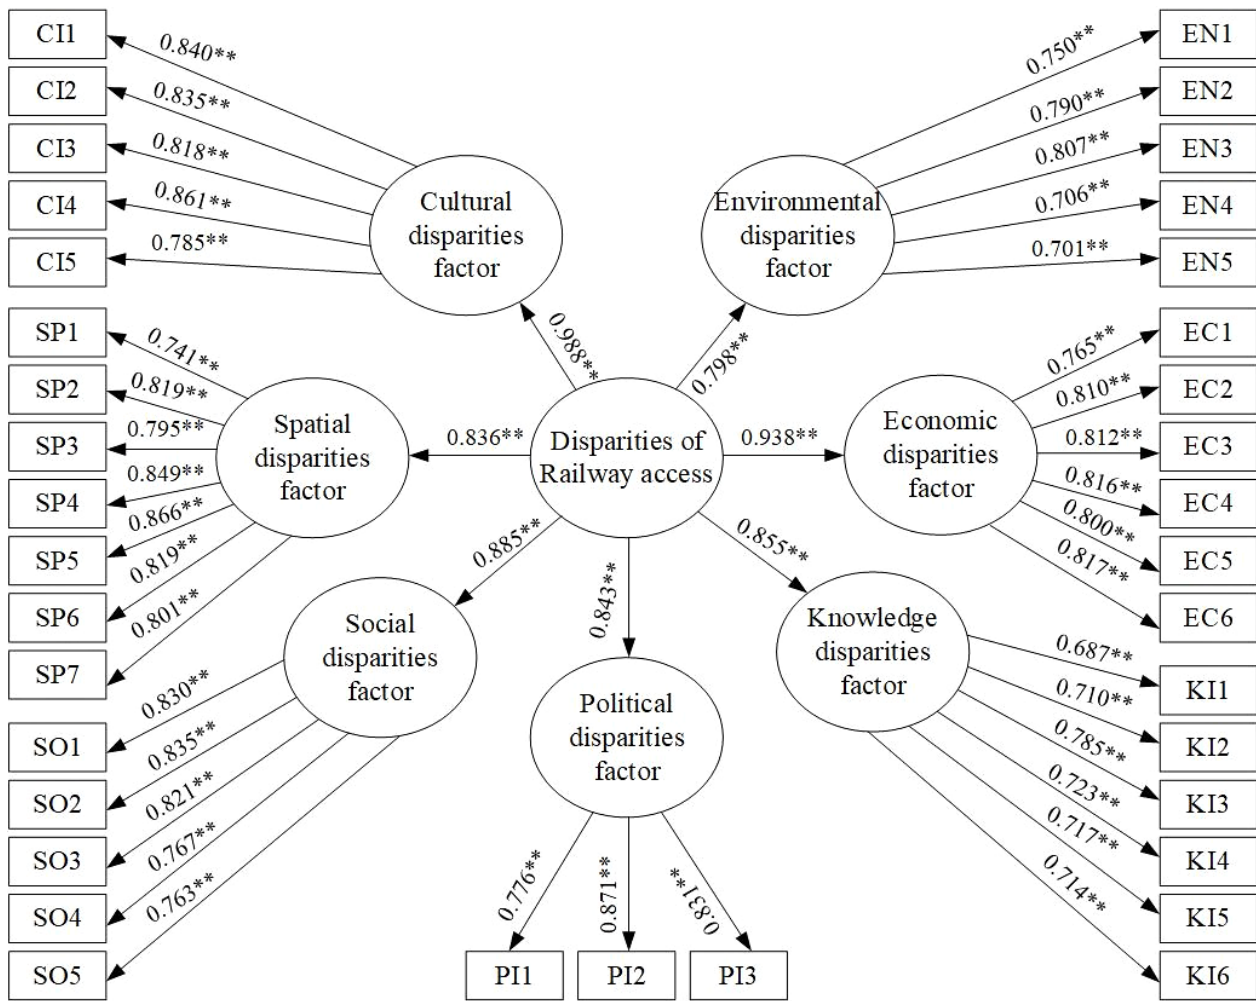 CI1
CI2
CI3
CI4
CI5
0.840**
0.835**
0.818**
0.861**
0.785**
Cultural
disparities
factor
Environmental
disparities
factor
0.750**
0.790**
0.807**
0.706**
0.701**
EN1
EN2
EN3
EN4
EN5
0.988**
0.798**
SP1
SP2
SP3
SP4
SP5
SP6
SP7
0.741**
0.819**
0.795**
0.849**
0.866**
0.819**
0.801**
Spatial
disparities
factor
0.836**
Disparities of
Railway access
0.938**
Economic
disparities
factor
0.765**
0.810**
0.812**
0.816**
0.800**
0.817**
EC1
EC2
EC3
EC4
EC5
EC6
0.885**
0.843**
0.855**
Social
disparities
factor
0.830**
0.835**
0.821**
0.767**
0.763**
SO1
SO2
SO3
SO4
SO5
Political
disparities
factor
0.776**
0.871**
0.831**
PI1
PI2
PI3
Knowledge
disparities
factor
0.687**
0.710**
0.785**
0.723**
0.717**
0.714**
KI1
KI2
KI3
KI4
KI5
KI6